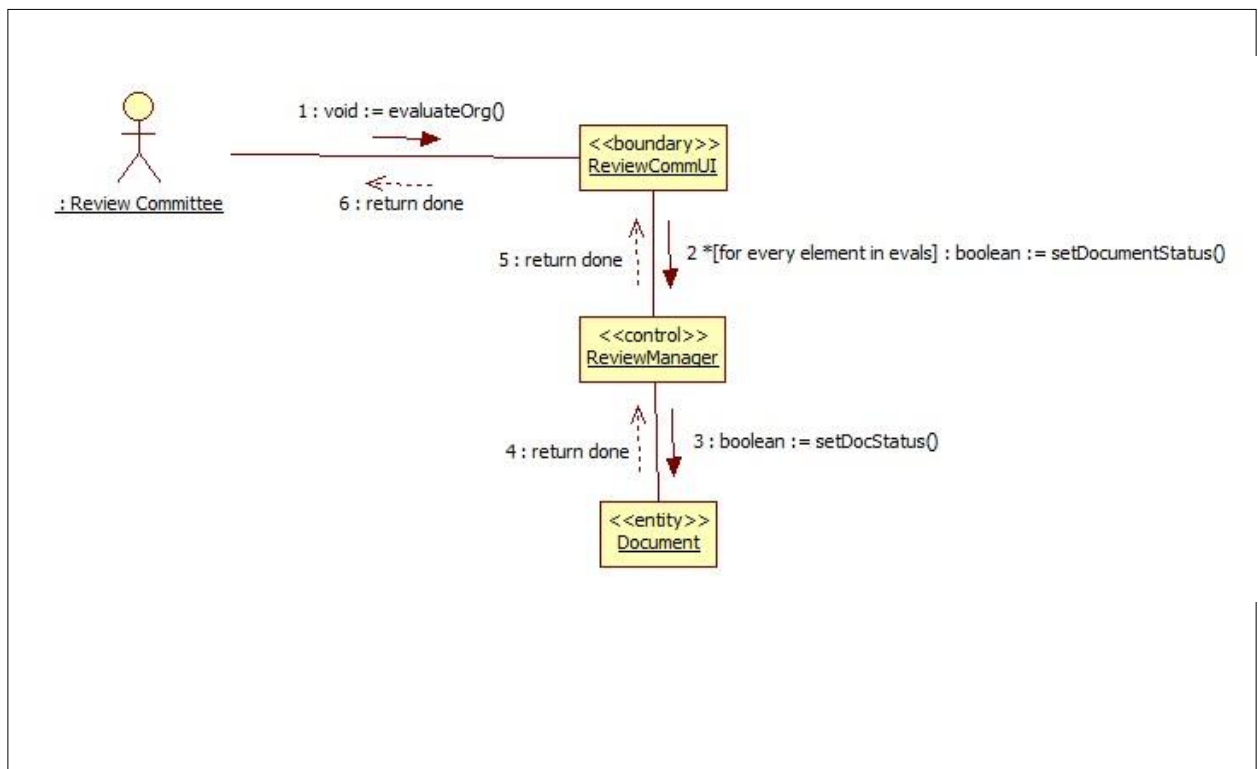 1 : void := evaluateOrg()
<<boundary>>
ReviewCommUI
: Review Committee
6 : return done
5 : return done
2 *[for every element in evals] : boolean := setDocumentStatus()
<<control>>
ReviewManager
4 : return done
3 : boolean := setDocStatus()
<<entity>>
Document